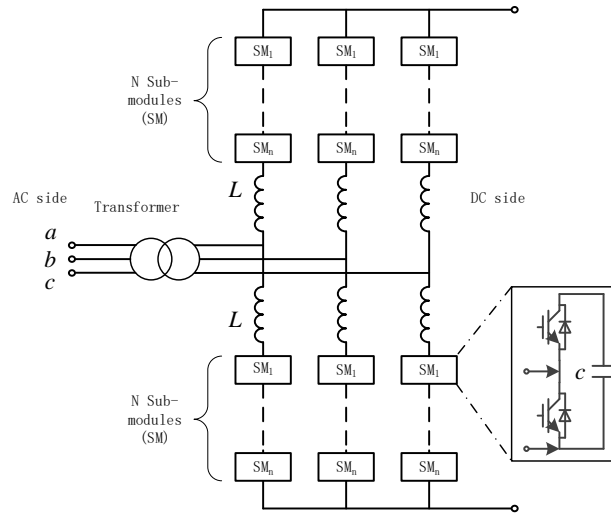 SM1 SM1 SM1
N Sub-
modules
(SM)
SMn SMn SMn
L
AC side
Transformer
DC side
a
b
c
L
SM1 SM1 SM1
N Sub-
modules
(SM)
SMn SMn SMn
c